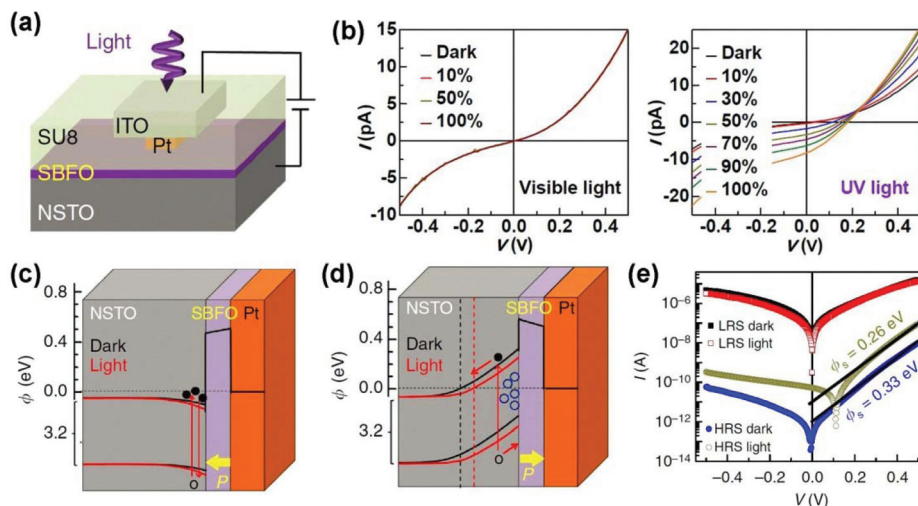 (a)
Light
SU8
ITO
Pt
SBFO
NSTO
(b)
I (pA)
15
10
5
0
-5
-10
Dark
10%
50%
100%
Visible light
-0.4 -0.2 0.0 0.2 0.4
V (V)
I (pA)
20
10
0
-10
-20
Dark
10%
30%
50%
70%
90%
100%
UV light
-0.4 -0.2 0.0 0.2 0.4
V (V)
(c)
ϕ (eV)
0.8
0.4
0.0
3.2
NSTO
SBFO
Pt
Dark
Light
P
(d)
ϕ (eV)
0.8
0.4
0.0
3.2
NSTO
SBFO
Pt
Dark
Light
P
(e)
I (A)
10⁻⁶
10⁻⁸
10⁻¹⁰
10⁻¹²
10⁻¹⁴
LRS dark
LRS light
ϕs = 0.26 eV
ϕs = 0.33 eV
HRS dark
HRS light
−0.4 −0.2 0.0 0.2 0.4
V (V)